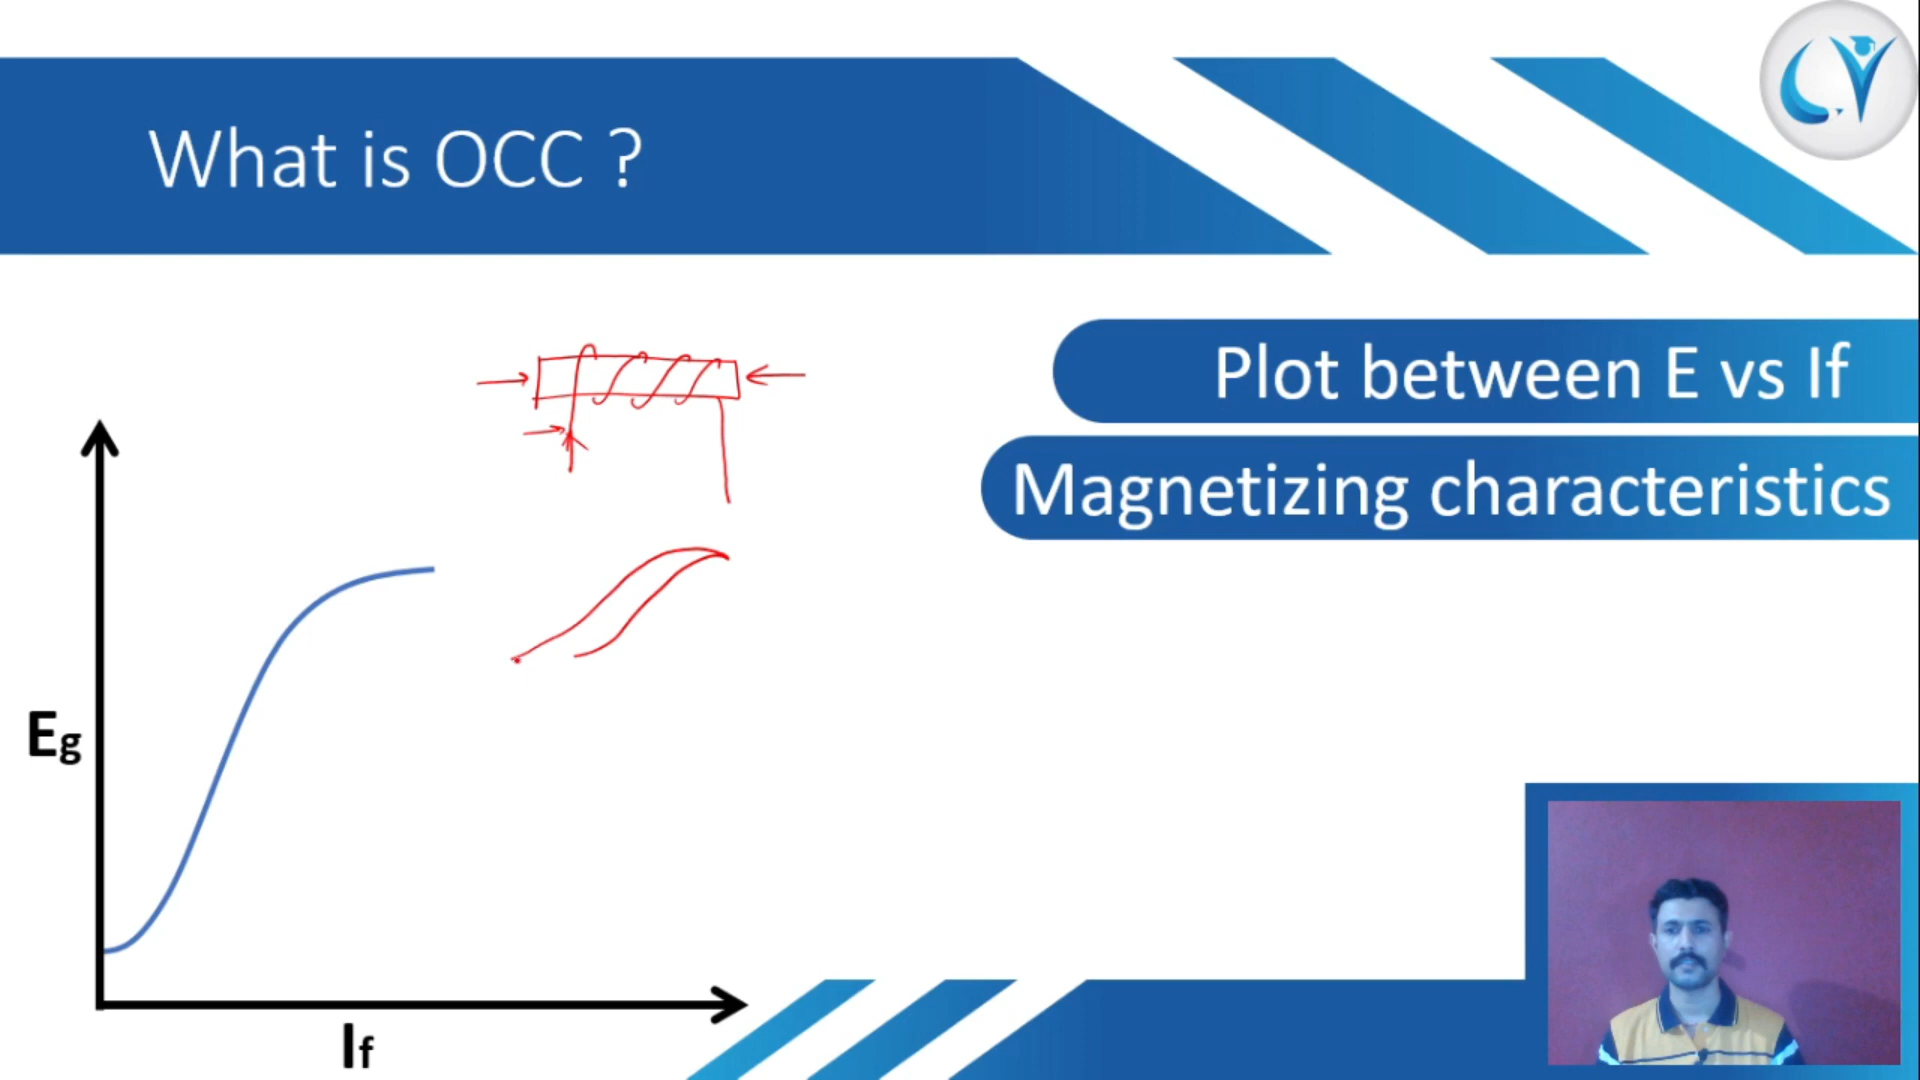 What is OCC ?
Plot between E vs If
Magnetizing characteristics
Eg
If